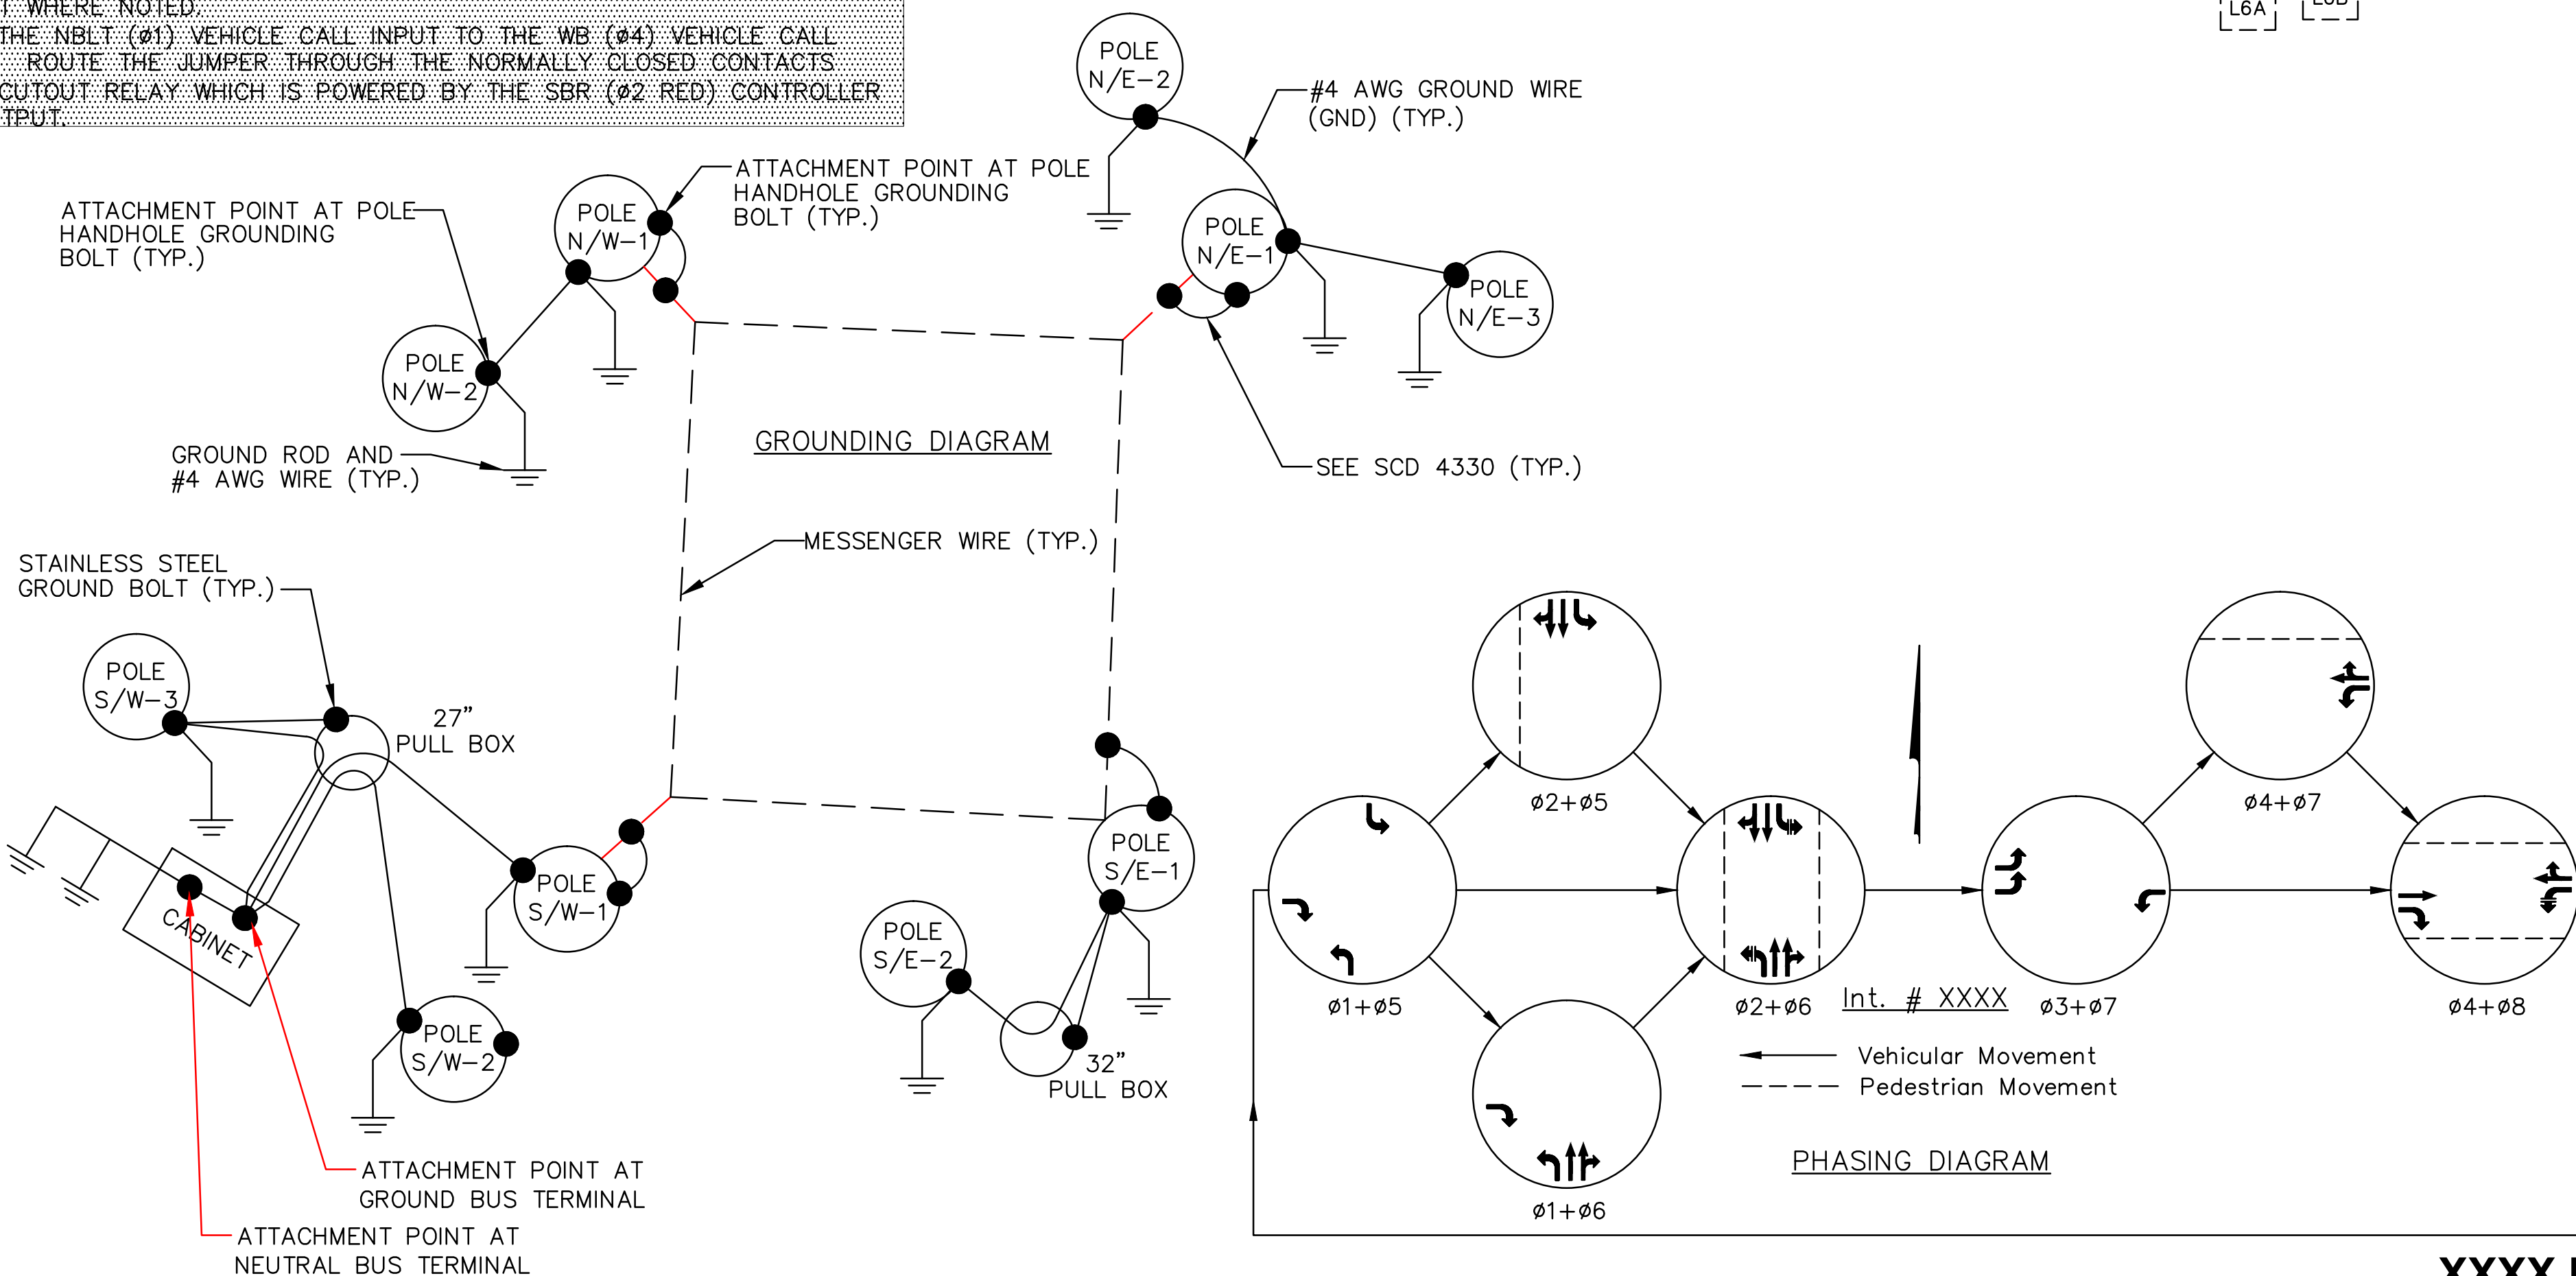 T WHERE NOTED.
THE NBLT (ø1) VEHICLE CALL INPUT TO THE WB (ø4) VEHICLE CALL
ROUTE THE JUMPER THROUGH THE NORMALLY CLOSED CONTACTS
CUTOUT RELAY WHICH IS POWERED BY THE SBR (ø2 RED) CONTROLLER
TPUT.
L6A
POLE
N/E-2
#4 AWG GROUND WIRE
(GND) (TYP.)
ATTACHMENT POINT AT POLE
HANDHOLE GROUNDING
BOLT (TYP.)
POLE
N/W-1
ATTACHMENT POINT AT POLE
HANDHOLE GROUNDING
BOLT (TYP.)
POLE
N/E-1
POLE
N/E-3
POLE
N/W-2
GROUNDING DIAGRAM
GROUND ROD AND
#4 AWG WIRE (TYP.)
SEE SCD 4330 (TYP.)
MESSENGER WIRE (TYP.)
STAINLESS STEEL
GROUND BOLT (TYP.)
POLE
S/W-3
27"
PULL BOX
CABINET
POLE
S/W-1
POLE
S/W-2
POLE
S/E-1
POLE
S/E-2
32"
PULL BOX
ATTACHMENT POINT AT
GROUND BUS TERMINAL
ATTACHMENT POINT AT
NEUTRAL BUS TERMINAL
ø2+ø5
ø4+ø7
ø1+ø5
ø2+ø6
Int. # XXXX
ø3+ø7
ø4+ø8
Vehicular Movement
Pedestrian Movement
PHASING DIAGRAM
ø1+ø6
XXXX